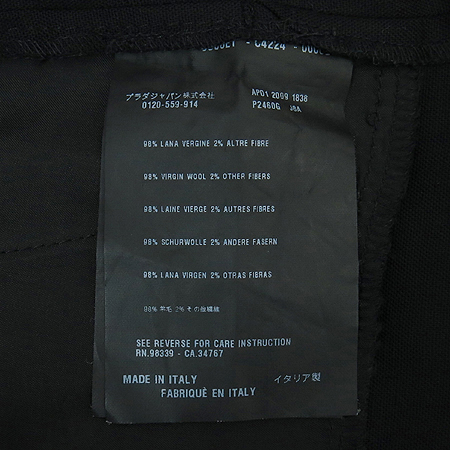 C4224
プラダジャパン株式会社 APO1 2009 1836
0120-559-914 P2460G
98% LANA VERGINE 2% ALTRE FIBRE
98% VIRGIN WOOL 2% OTHER FIBERS
98% LAINE VIERGE 2% AUTRES FIBRES
98% SCHURWOLLE 2% ANDERE FASERN
98% LANA VIRGEN 2% OTRAS FIBRAS
98% 羊毛 2% その他繊維
SEE REVERSE FOR CARE INSTRUCTION
RN.98339 - CA.34767
MADE IN ITALY イタリア製
FABRIQUÈ EN ITALY